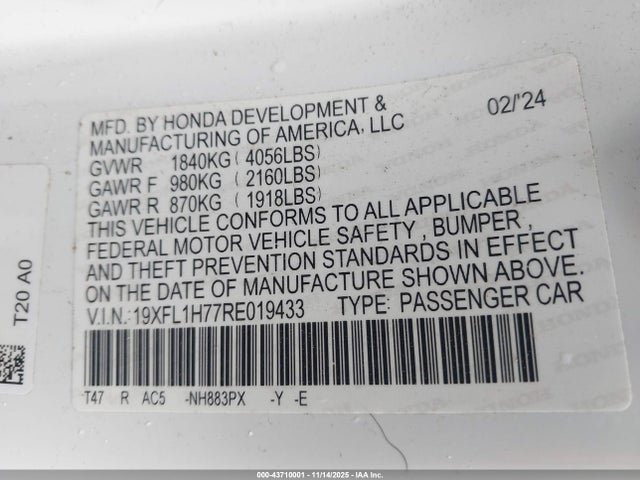 MFD. BY HONDA DEVELOPMENT & 02/'24
MANUFACTURING OF AMERICA, LLC
GVWR 1840KG ( 4056LBS)
GAWR F 980KG ( 2160LBS)
GAWR R 870KG ( 1918LBS)
THIS VEHICLE CONFORMS TO ALL APPLICABLE
FEDERAL MOTOR VEHICLE SAFETY , BUMPER ,
AND THEFT PREVENTION STANDARDS IN EFFECT
ON THE DATE OF MANUFACTURE SHOWN ABOVE.
V.I.N.:19XFL1H77RE019433 TYPE: PASSENGER CAR
T47 R AC5 -NH883PX -Y -E
T20 A0
000-43710001 - 11/14/2025 - IAA Inc.